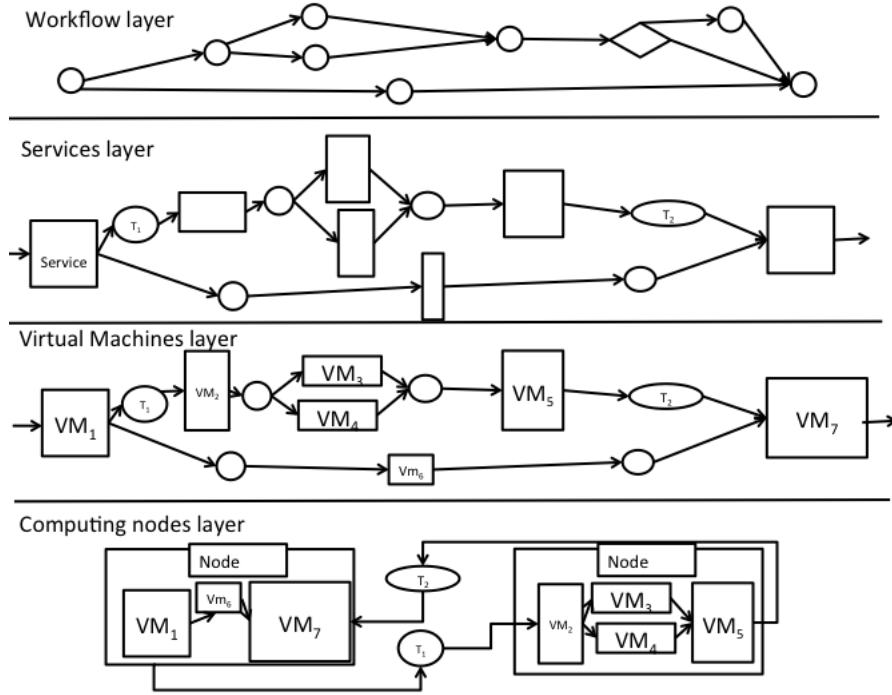 Workflow layer
Services layer
T₁
T₂
Service
Virtual Machines layer
VM₁
T₁
VM₂
VM₃
VM₄
VM₅
T₂
VM₇
Vm₆
Computing nodes layer
Node
VM₁
Vm₆
VM₇
T₂
T₁
Node
VM₂
VM₃
VM₄
VM₅